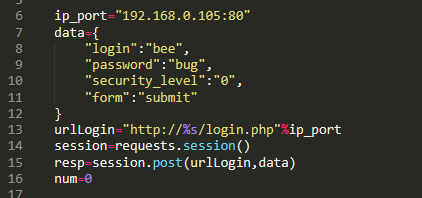 6 ip_port="192.168.0.105:80"
7 data={
8 "login":"bee",
9 "password":"bug",
10 "security_level":"0",
11 "form":"submit"
12 }
13 urlLogin="http://%s/login.php"%ip_port
14 session=requests.session()
15 resp=session.post(urlLogin,data)
16 num=0
17